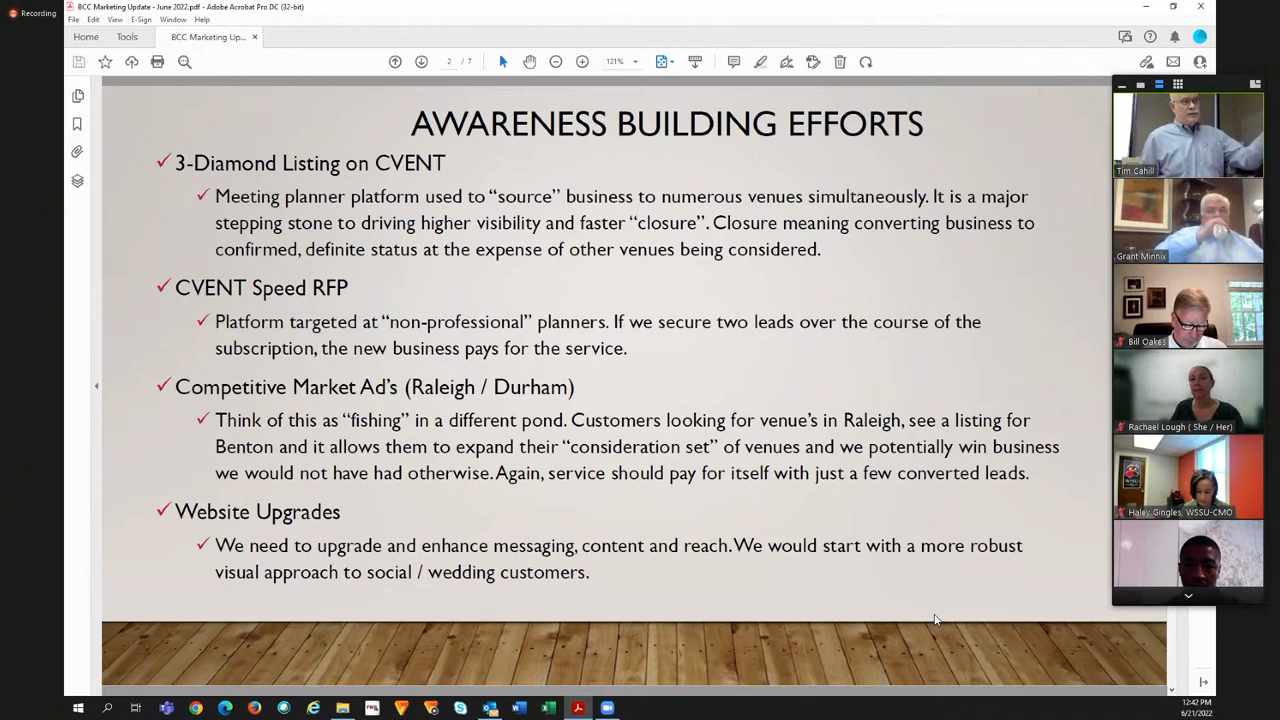 Recording
BCC Marketing Update - June 2022.pdf - Adobe Acrobat Pro DC (32-bit)
File Edit View E-Sign Window Help
Home Tools BCC Marketing Up... ×
2 / 7 121%
AWARENESS BUILDING EFFORTS
3-Diamond Listing on CVENT
Meeting planner platform used to “source” business to numerous venues simultaneously. It is a major
stepping stone to driving higher visibility and faster “closure”. Closure meaning converting business to
confirmed, definite status at the expense of other venues being considered.
CVENT Speed RFP
Platform targeted at “non-professional” planners. If we secure two leads over the course of the
subscription, the new business pays for the service.
Competitive Market Ad’s (Raleigh / Durham)
Think of this as “fishing” in a different pond. Customers looking for venue’s in Raleigh, see a listing for
Benton and it allows them to expand their “consideration set” of venues and we potentially win business
we would not have had otherwise. Again, service should pay for itself with just a few converted leads.
Website Upgrades
We need to upgrade and enhance messaging, content and reach. We would start with a more robust
visual approach to social / wedding customers.
Tim Cahill
Grant Minnix
Bill Oakes
Rachael Lough ( She / Her)
Haley Gingles, WSSU-CMO
12:42 PM
6/21/2022